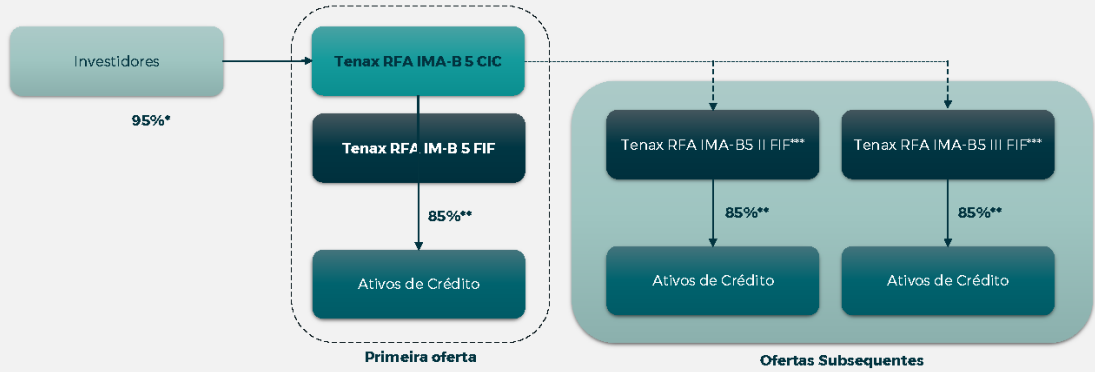 Investidores
95%*
Tenax RFA IMA-B 5 CIC
Tenax RFA IM-B 5 FIF
85%**
Ativos de Crédito
Primeira oferta
Tenax RFA IMA-B5 II FIF***
Tenax RFA IMA-B5 III FIF***
85%**
85%**
Ativos de Crédito
Ativos de Crédito
Ofertas Subsequentes